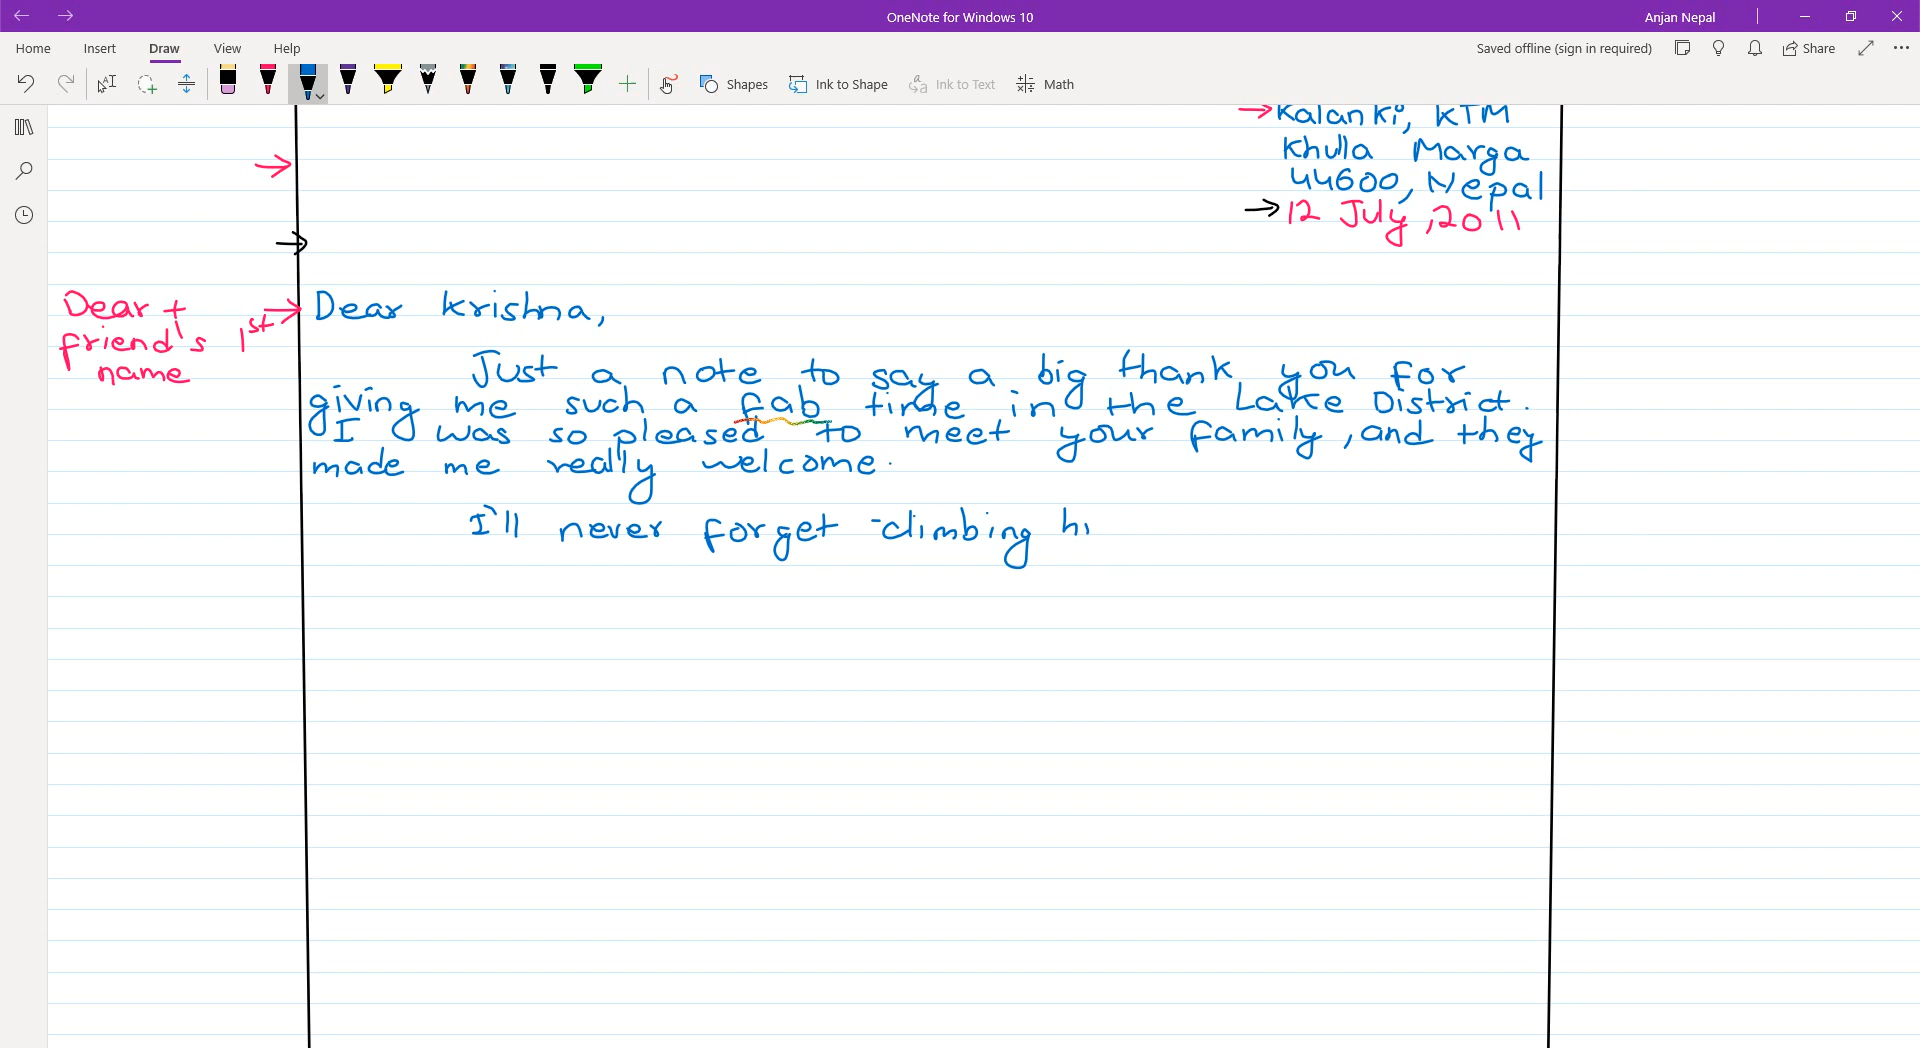 OneNote for Windows 10
Anjan Nepal
Home Insert Draw View Help
Saved offline (sign in required)
Share
Shapes
Ink to Shape
Ink to Text
Math
Kalanki, KTM
Khulla Marga
44600, Nepal
12 July, 2011
Dear +
friend's 1st
name
Dear Krishna,
Just a note to say a big thank you for
giving me such a fab time in the Lake District.
I was so pleased to meet your family, and they
made me really welcome.
I'll never forget climbing